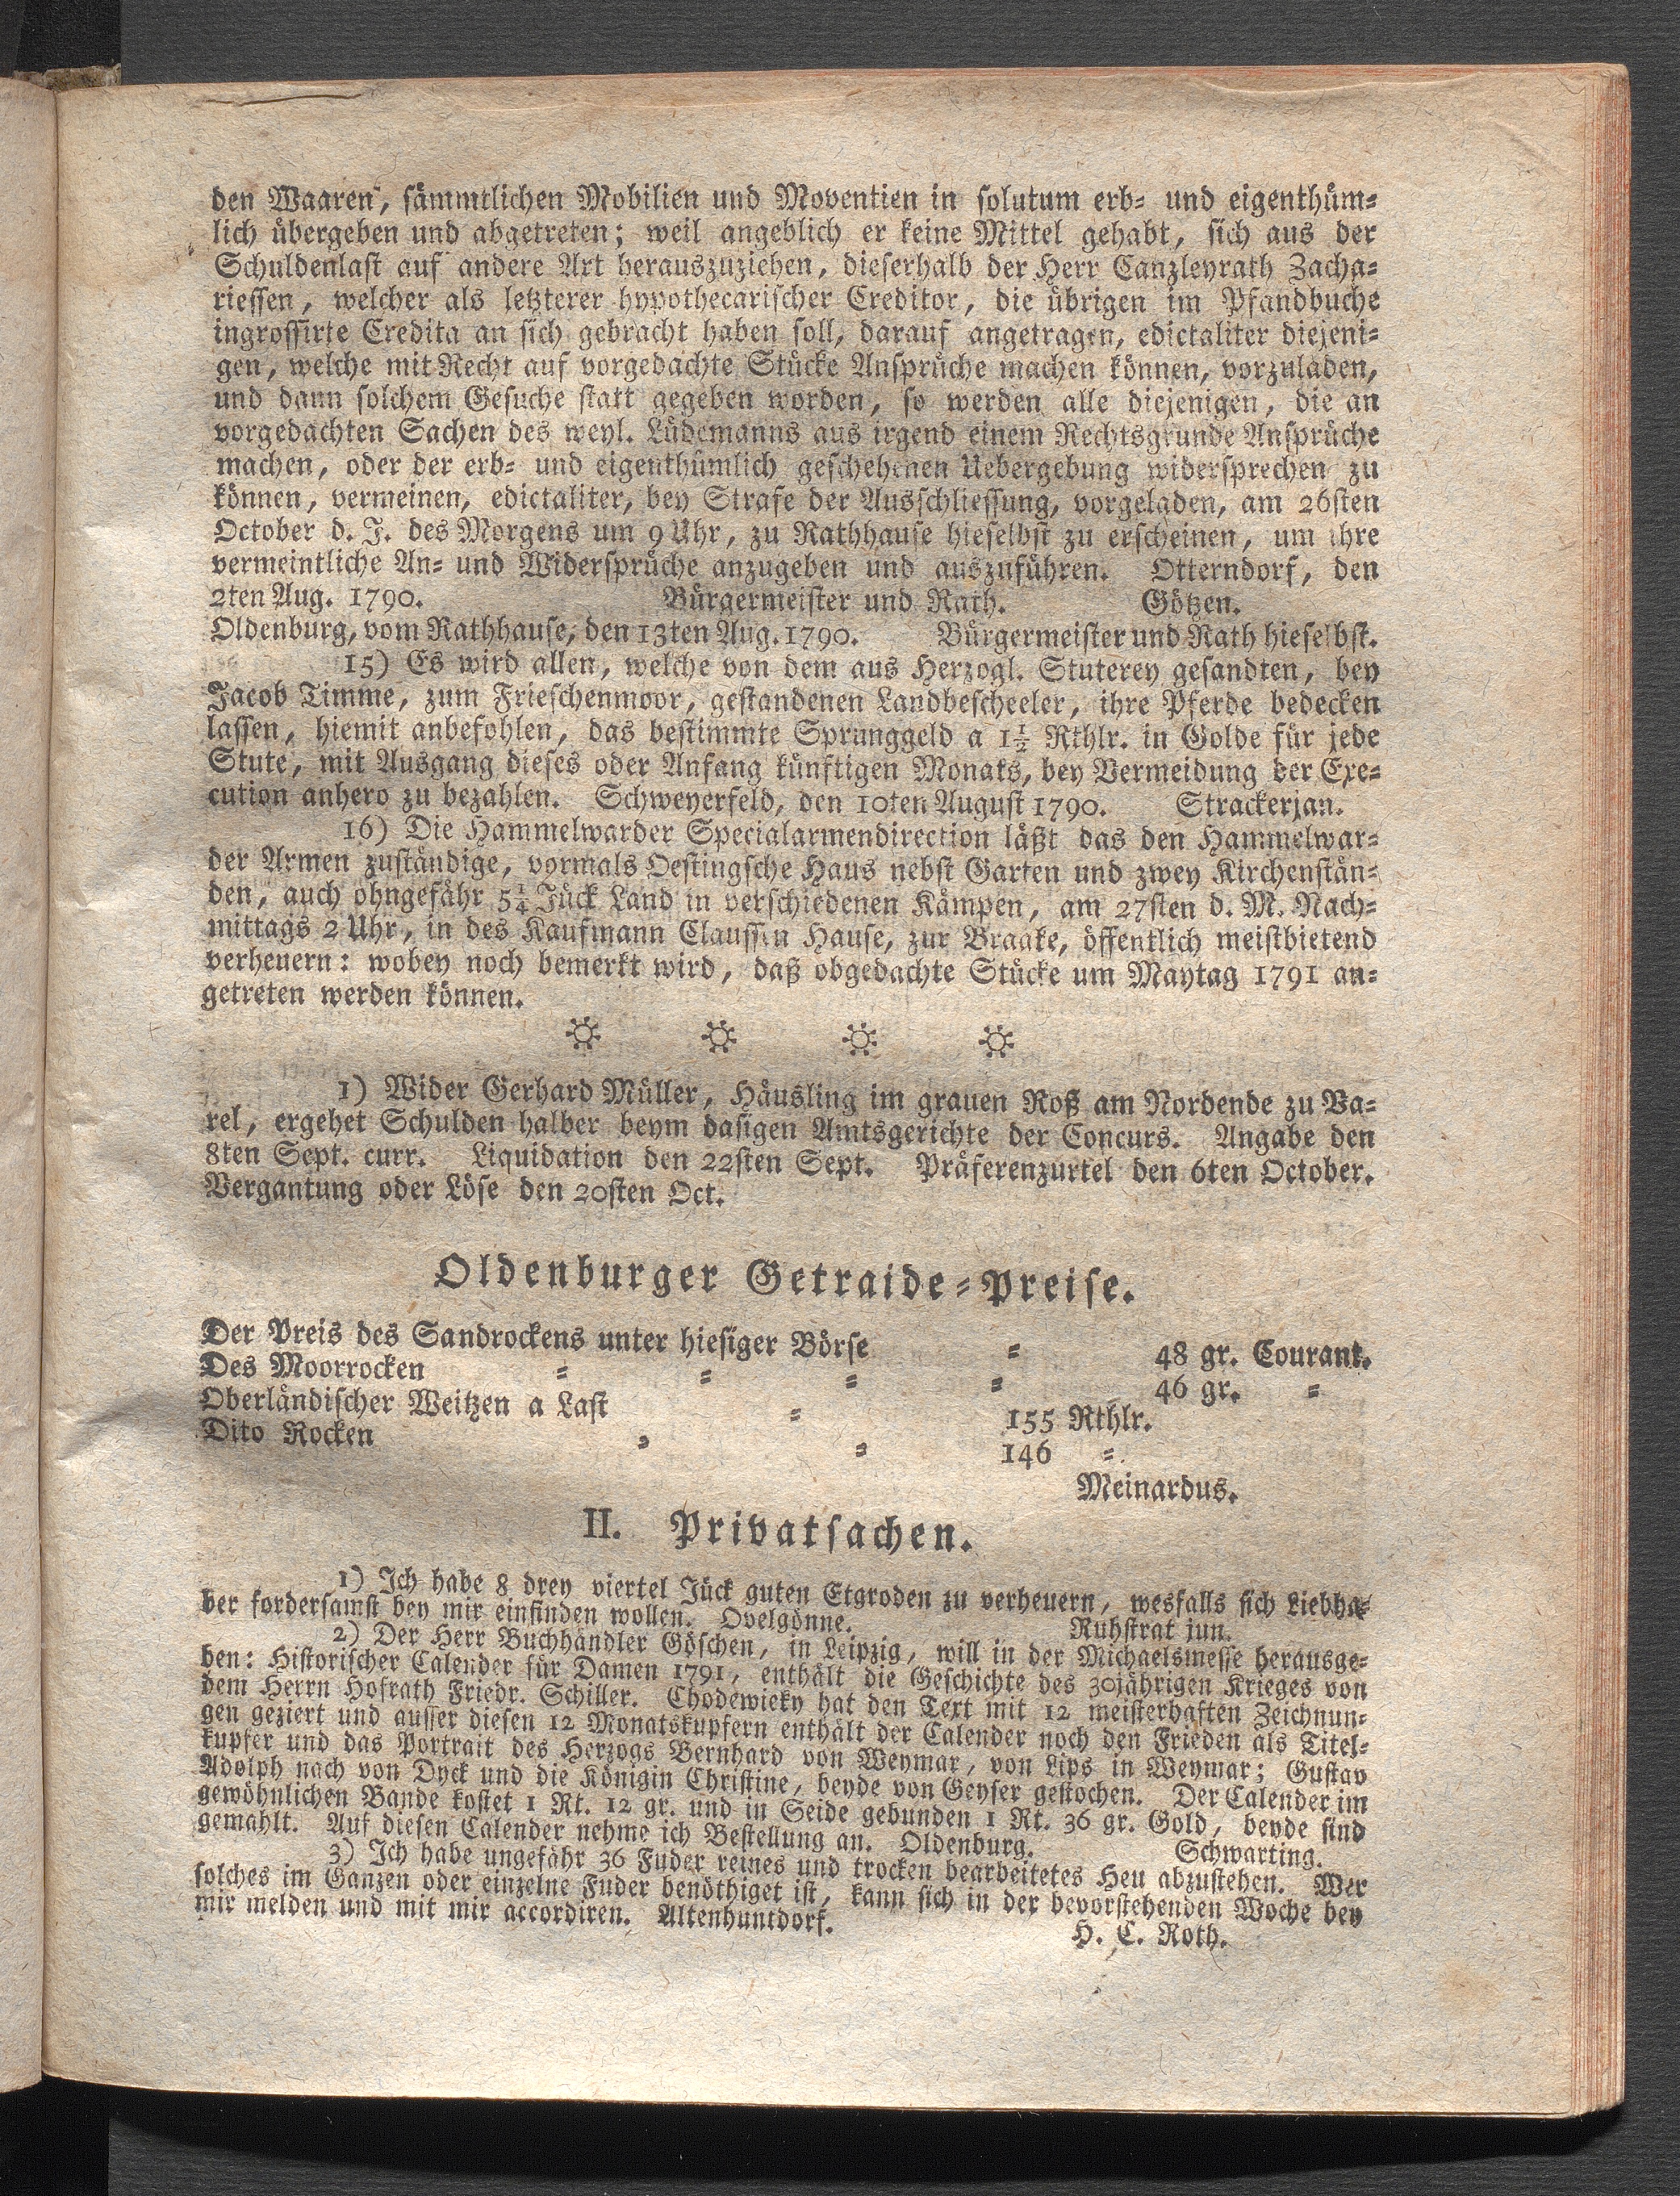 den Waaren, sämmtlichen Mobilien und Moventien in solutum erb- und eigenthüm-
lich übergeben und abgetreten; weil angeblich er keine Mittel gehabt, sich aus der
Schuldenlast auf andere Art herauszuziehen, dieserhalb der Herr Canzleyrath Zacha-
riessen, welcher als letzterer hypothecarischer Creditor, die übrigen im Pfandbuche
ingrossirte Credita an sich gebracht haben soll, darauf angetragen, edictaliter diejeni-
gen, welche mit Recht auf vorgedachte Stücke Ansprüche machen können, vorzuladen,
und dann solchem Gesuche statt gegeben worden, so werden alle diejenigen, die an
vorgedachten Sachen des weyl. Lüdemanns aus irgend einem Rechtsgrunde Ansprüche
machen, oder der erb- und eigenthümlich geschehenen Uebergebung widersprechen zu
können, vermeinen, edictaliter, bey Strafe der Ausschliessung, vorgeladen, am 26sten
October d. J. des Morgens um 9 Uhr, zu Rathhause hieselbst zu erscheinen, um ihre
vermeintliche An- und Widersprüche anzugeben und auszuführen. Otterndorf, den
2ten Aug. 1790. Bürgermeister und Rath. Götzen.
Oldenburg, vom Rathhause, den 13ten Aug. 1790. Bürgermeister und Rath hieselbst.
15) Es wird allen, welche von dem aus Herzogl. Stuterey gesandten, bey
Jacob Timme, zum Frieschenmoor, gestandenen Landbescheeler, ihre Pferde bedecken
lassen, hiemit anbefohlen, das bestimmte Sprunggeld a 1½ Rthlr. in Golde für jede
Stute, mit Ausgang dieses oder Anfang künftigen Monats, bey Vermeidung der Exe-
cution anhero zu bezahlen. Schweyerfeld, den 10ten August 1790. Strackerjan.
16) Die Hammelwarder Specialarmendirection läßt das den Hammelwar-
der Armen zuständige, vormals Oestingsche Haus nebst Garten und zwey Kirchenstän-
den, auch ohngefähr 5¼ Jück Land in verschiedenen Kämpen, am 27sten d. M. Nach-
mittags 2 Uhr, in des Kaufmann Claussen Hause, zur Braake, öffentlich meistbietend
verheuern: wobey noch bemerkt wird, daß obgedachte Stücke um Maytag 1791 an-
getreten werden können.
1) Wider Gerhard Müller, Häusling im grauen Roß am Nordende zu Va-
rel, ergehet Schulden halber beym dasigen Amtsgerichte der Concurs. Angabe den
8ten Sept. curr. Liquidation den 22sten Sept. Präferenzurtel den 6ten October.
Vergantung oder Löse den 20sten Oct.
Oldenburger Getraide-Preise.
Der Preis des Sandrockens unter hiesiger Börse = 48 gr. Courant.
Des Moorrocken = = = = 46 gr. =
Oberländischer Weitzen a Last = 155 Rthlr.
Dito Rocken = = 146 =
Meinardus.
II. Privatsachen.
1) Ich habe 8 drey viertel Jück guten Etgroden zu verheuern, wesfalls sich Liebha-
ber fordersamst bey mir einfinden wollen. Ovelgönne. Ruhstrat jun.
2) Der Herr Buchhändler Göschen, in Leipzig, will in der Michaelsmesse herausge-
ben: Historischer Calender für Damen 1791, enthält die Geschichte des 30jährigen Krieges von
dem Herrn Hofrath Friedr. Schiller. Chodewieky hat den Text mit 12 meisterhaften Zeichnun-
gen geziert und ausser diesen 12 Monatskupfern enthält der Calender noch den Frieden als Titel-
kupfer und das Portrait des Herzogs Bernhard von Weymar, von Lips in Weymar; Gustav
Adolph nach von Dyck und die Königin Christine, beyde von Geyser gestochen. Der Calender im
gewöhnlichen Bande kostet 1 Rt. 12 gr. und in Seide gebunden 1 Rt. 36 gr. Gold, beyde sind
gemahlt. Auf diesen Calender nehme ich Bestellung an. Oldenburg. Schwarting.
3) Ich habe ungefähr 36 Fuder reines und trocken bearbeitetes Heu abzustehen. Wer
solches im Ganzen oder einzelne Fuder benöthiget ist, kann sich in der bevorstehenden Woche bey
mir melden und mit mir accordiren. Altenhuntdorf. H. C. Roth.